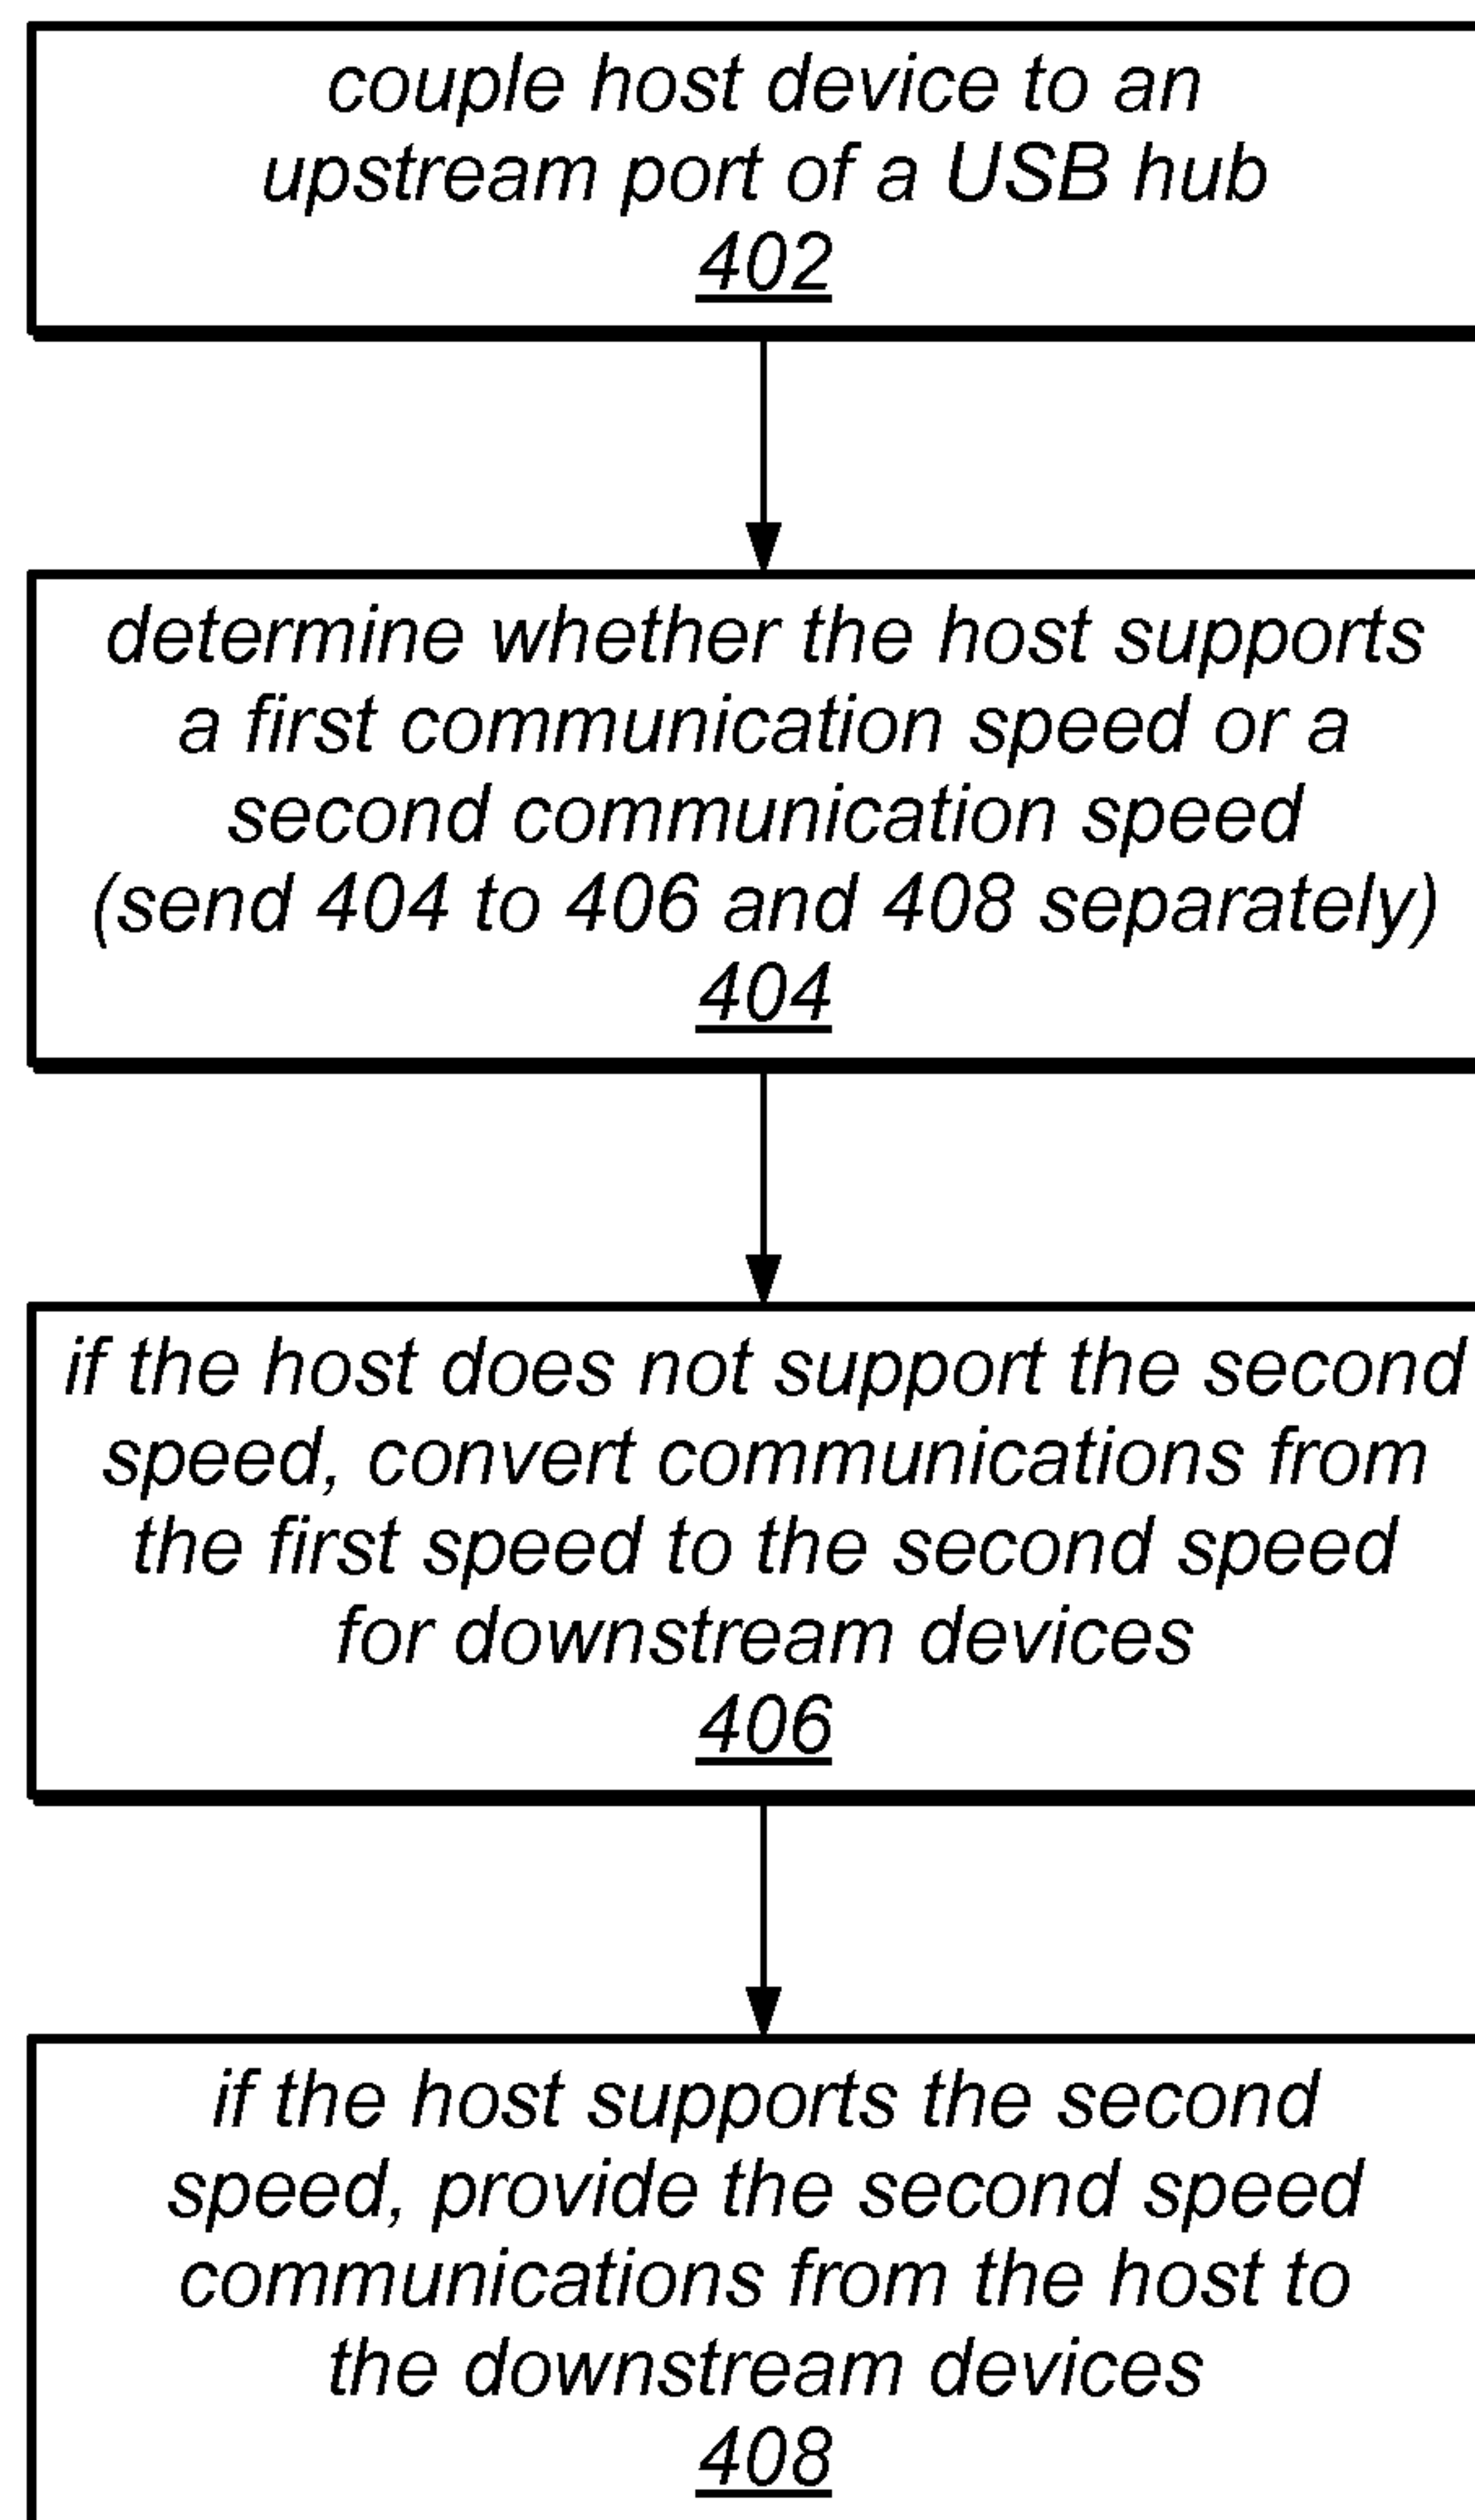 couple host device to an
upstream port of a USB hub
402
determine whether the host supports
a first communication speed or a
second communication speed
(send 404 to 406 and 408 separately)
404
if the host does not support the second
speed, convert communications from
the first speed to the second speed
for downstream devices
406
if the host supports the second
speed, provide the second speed
communications from the host to
the downstream devices
408